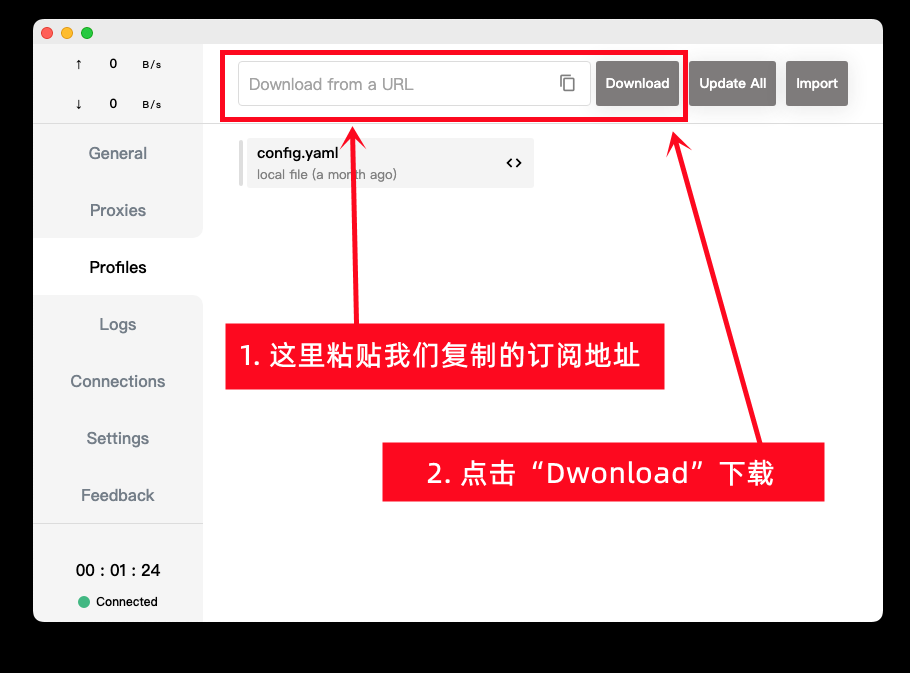 ↑ 0 B/s
↓ 0 B/s
General
Proxies
Profiles
Logs
Connections
Settings
Feedback
00 : 01 : 24
Connected
Download from a URL
Download
Update All
Import
config.yaml
local file (a month ago)
1. 这里粘贴我们复制的订阅地址
2. 点击“Dwonload”下载